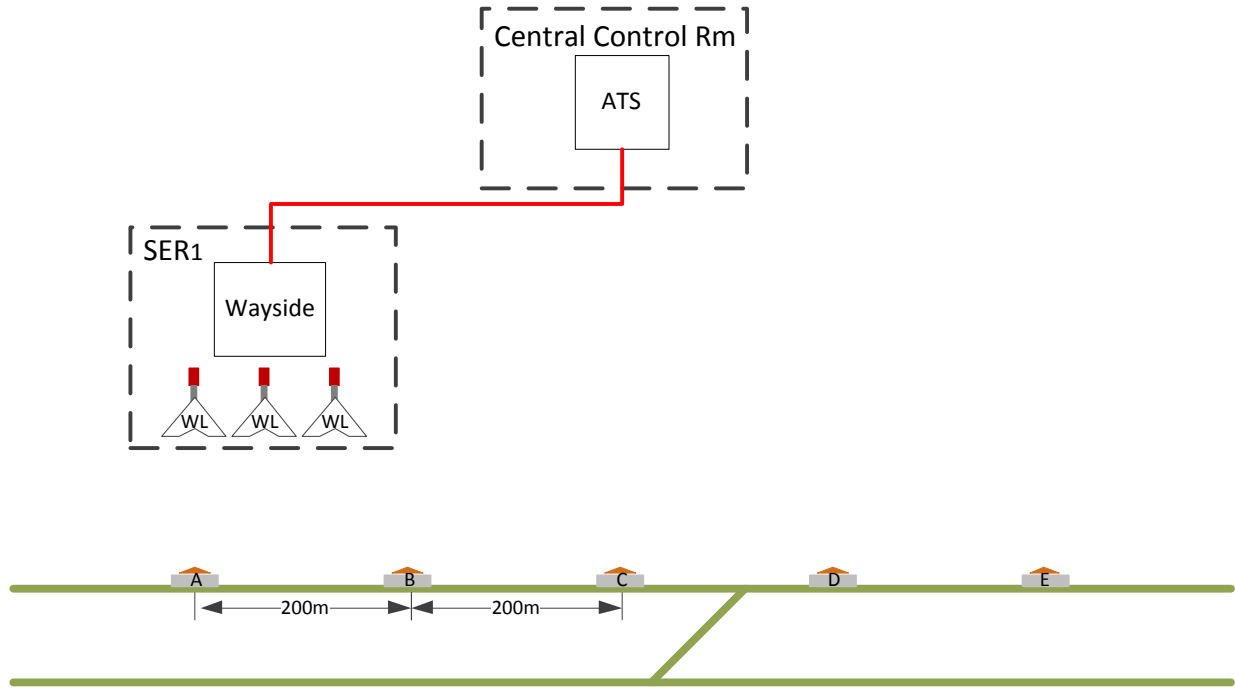 Central Control Rm
ATS
SER1
Wayside
WL WL WL
A B C D E
200m 200m